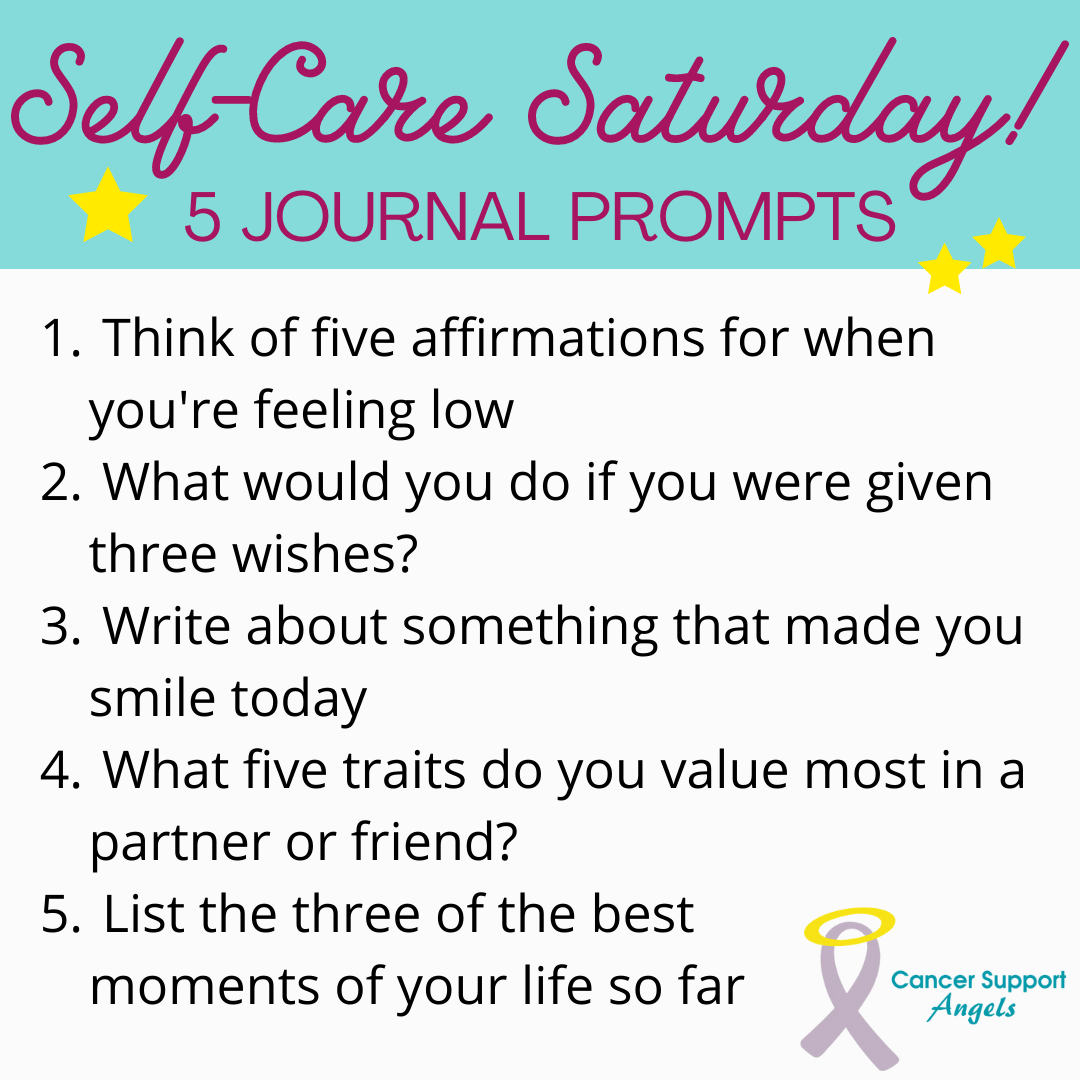 Self-Care Saturday!
5 JOURNAL PROMPTS
1. Think of five affirmations for when
you're feeling low
2. What would you do if you were given
three wishes?
3. Write about something that made you
smile today
4. What five traits do you value most in a
partner or friend?
5. List the three of the best
moments of your life so far
Cancer Support
Angels